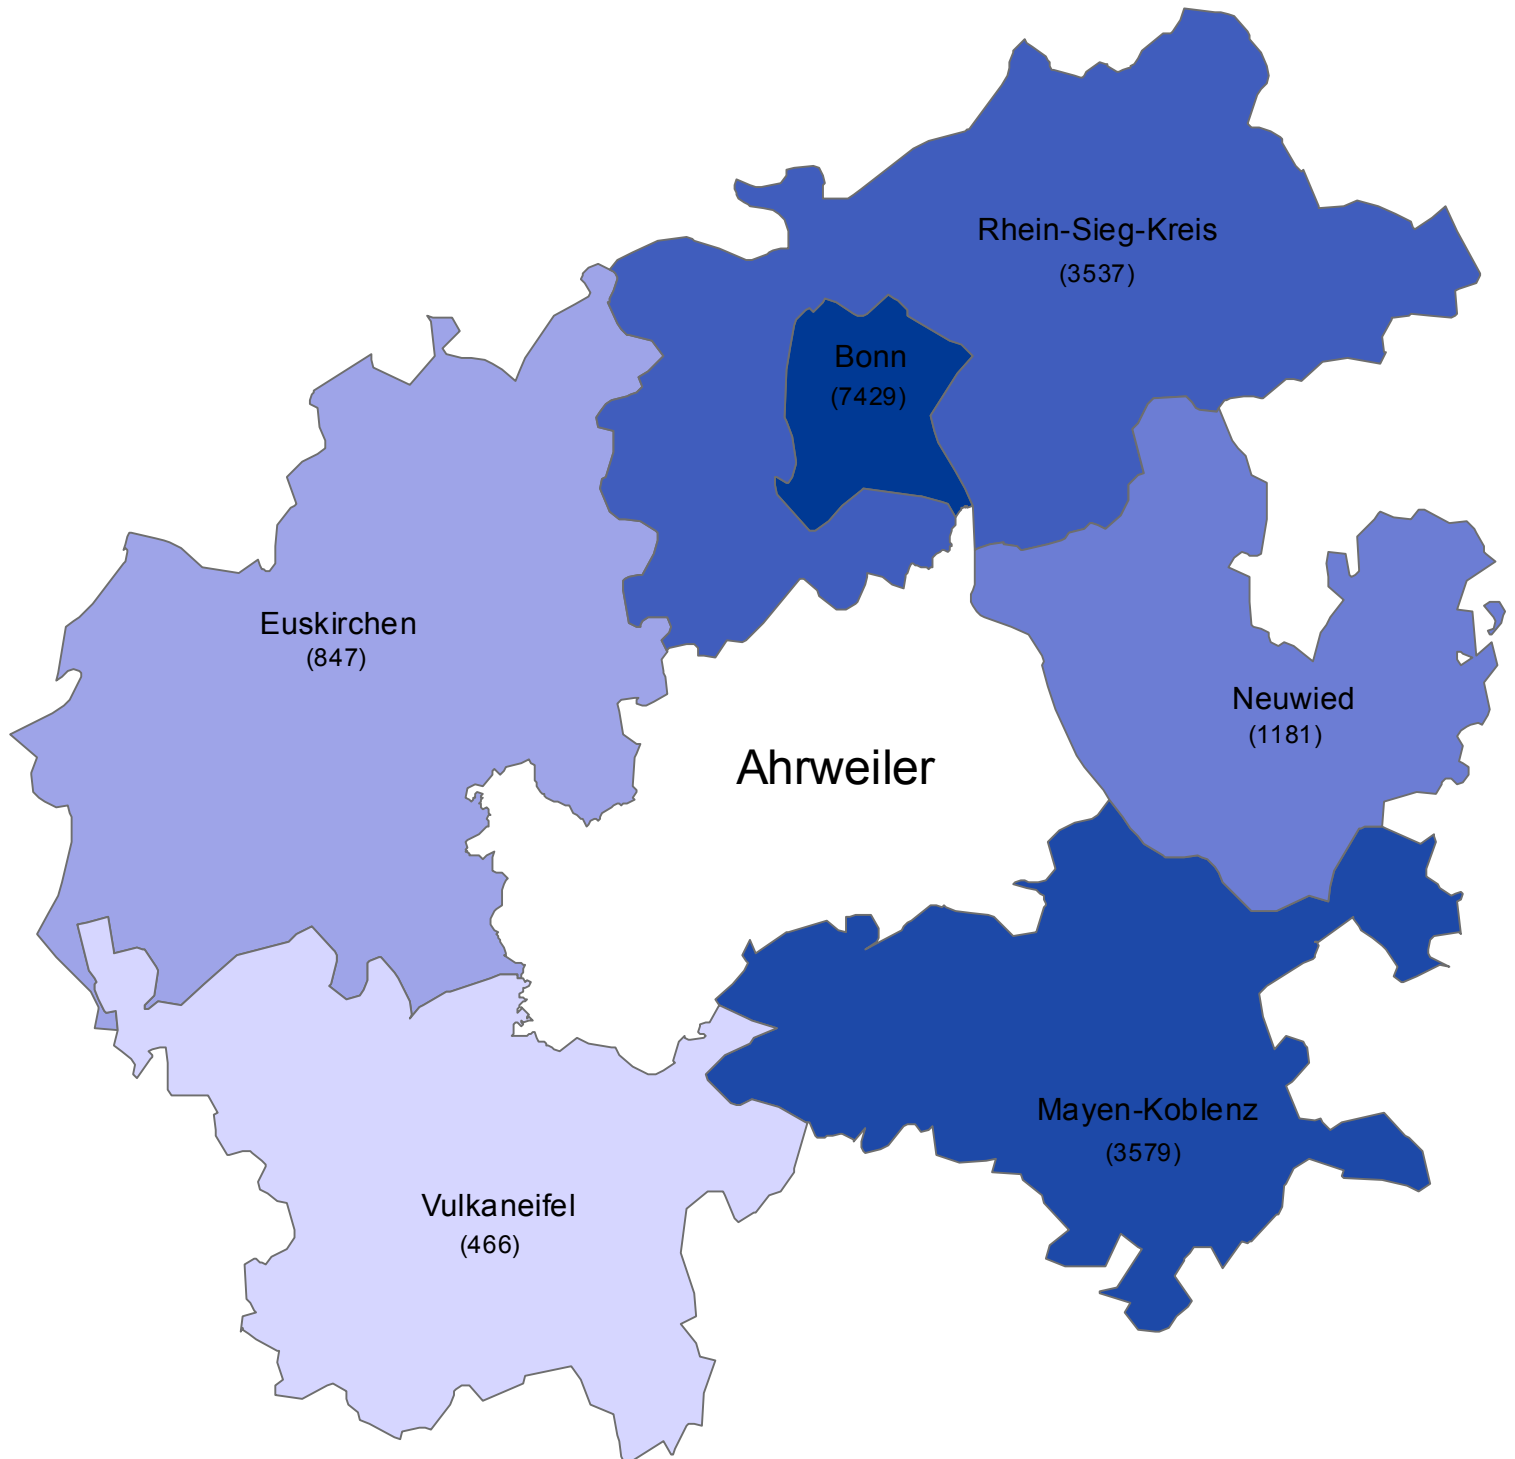 Rhein-Sieg-Kreis
(3537)
Bonn
(7429)
Euskirchen
(847)
Neuwied
(1181)
Ahrweiler
Mayen-Koblenz
(3579)
Vulkaneifel
(466)